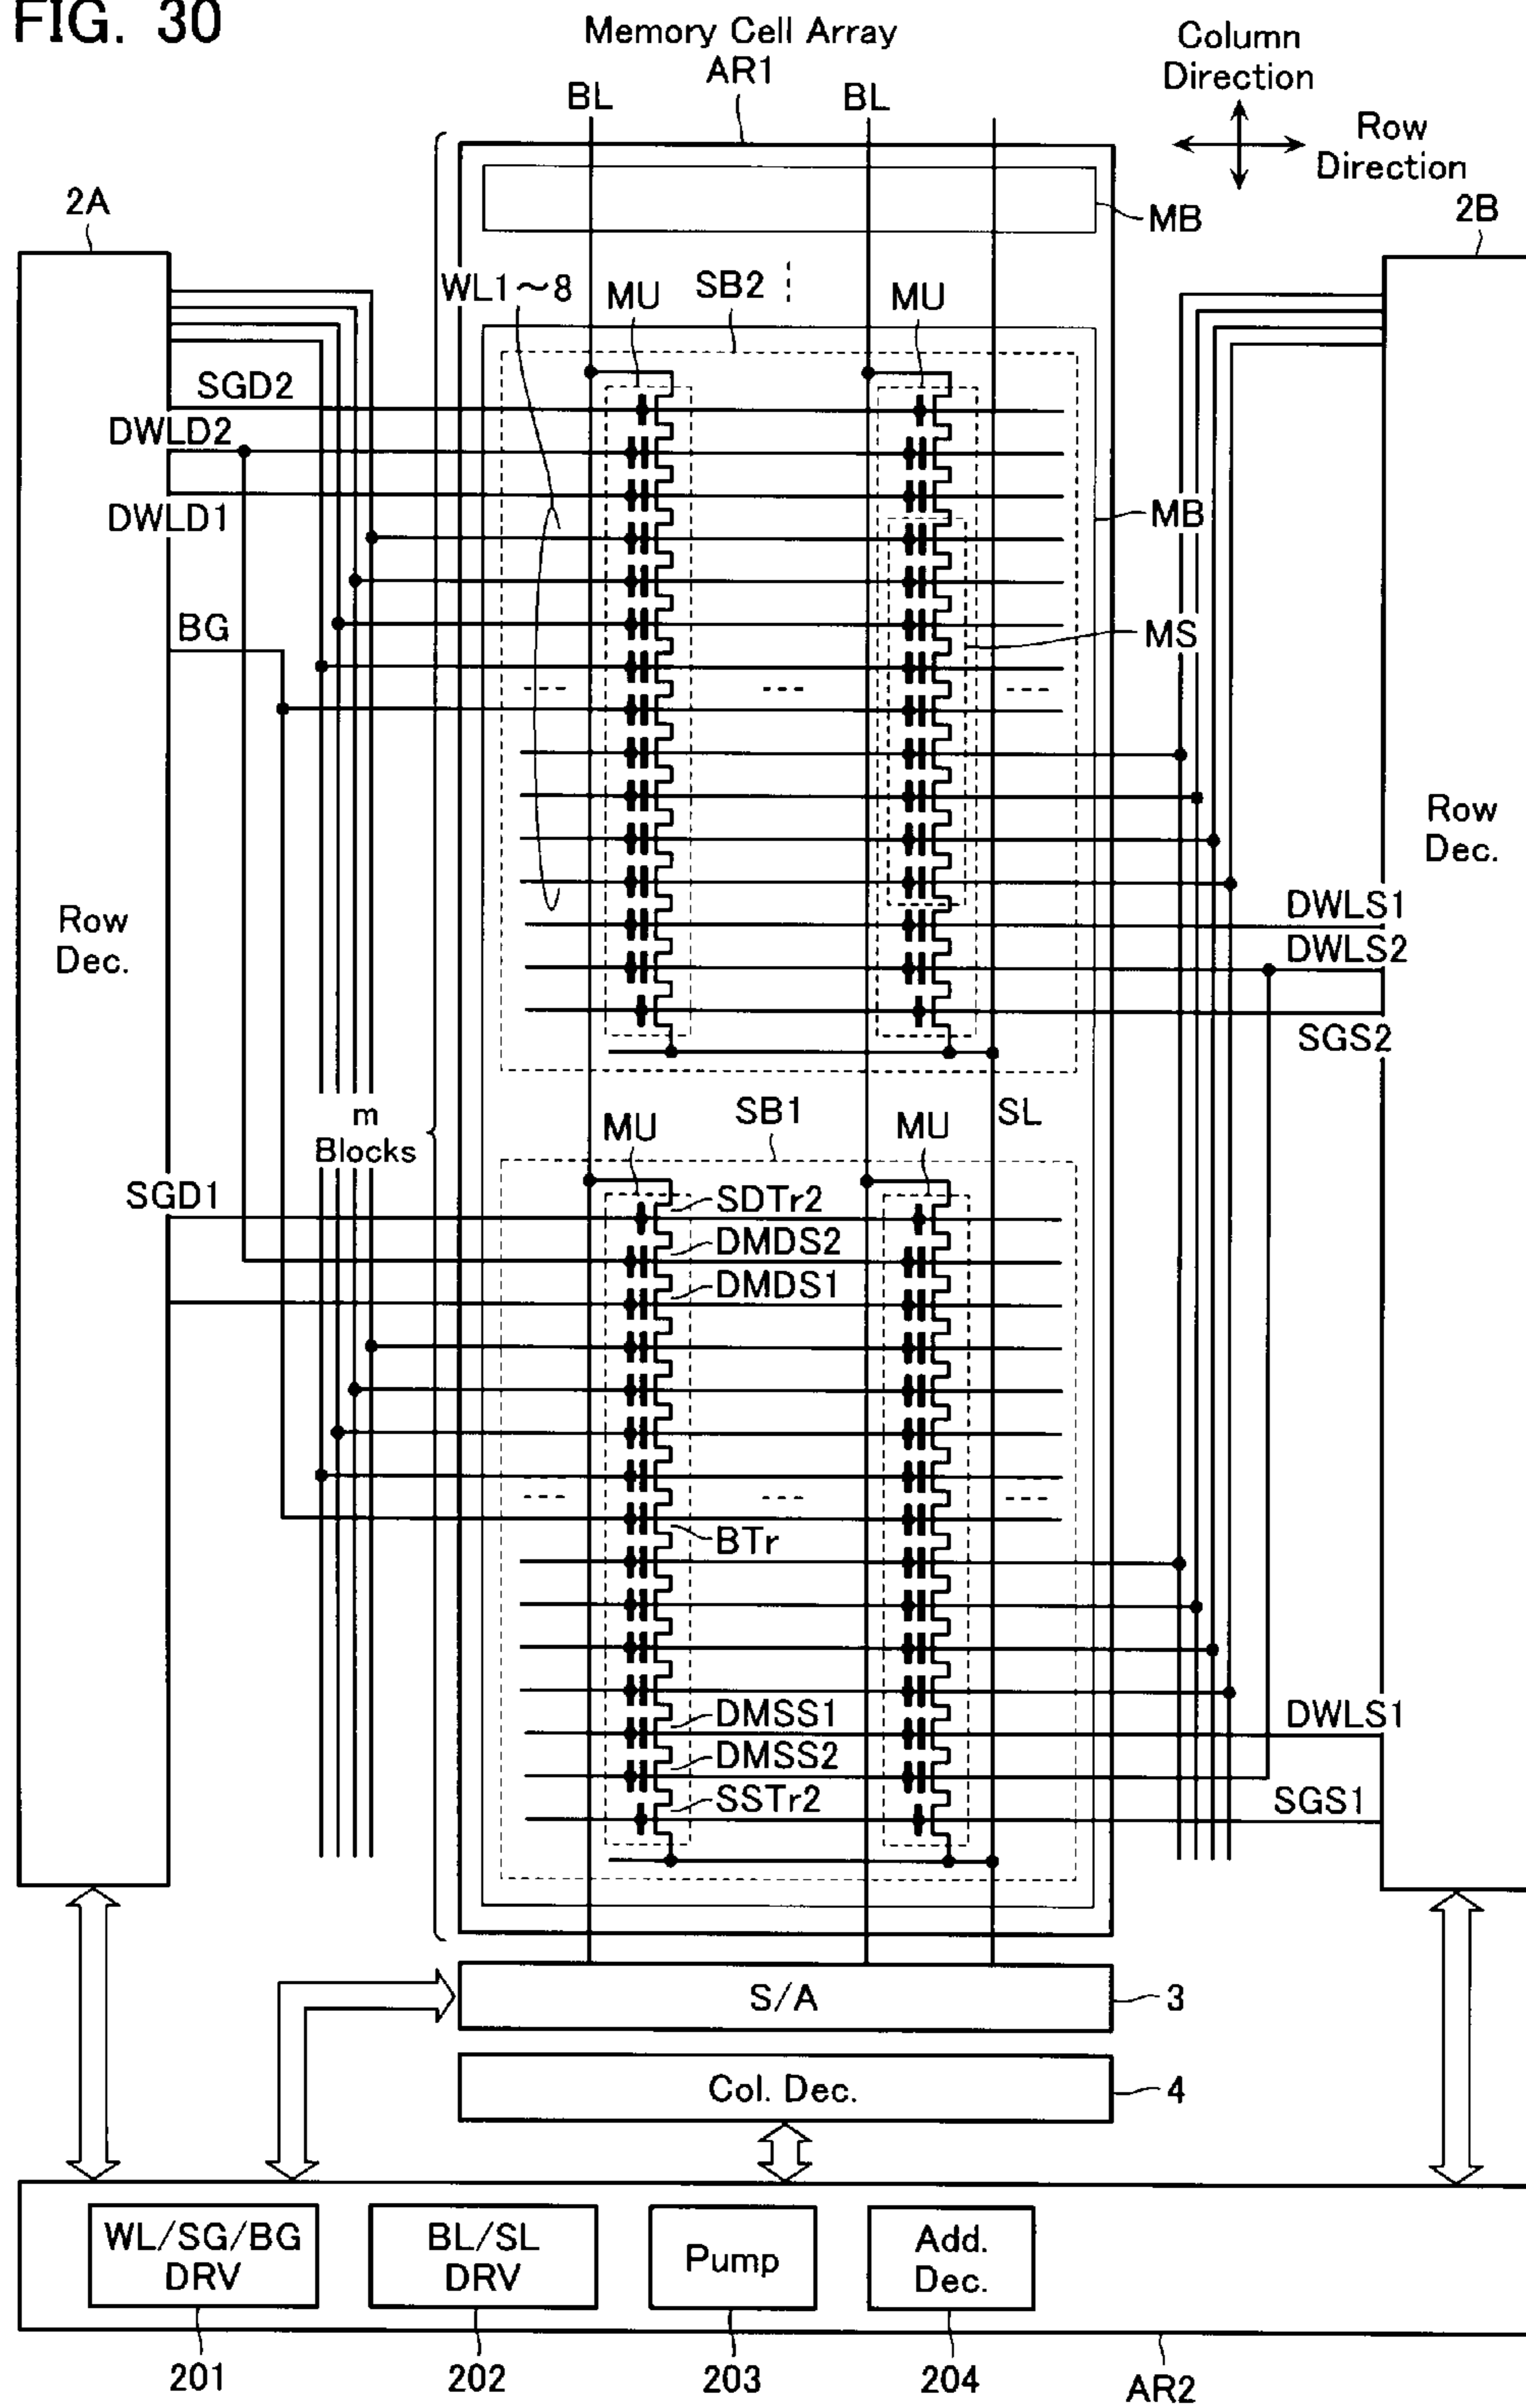 FIG. 30
Memory Cell Array
AR1
Column
Direction
Row
Direction
BL
BL
2A
2B
MB
WL1~8
MU
SB2
MU
SGD2
DWLD2
DWLD1
MB
BG
MS
Row
Dec.
Row
Dec.
DWLS1
DWLS2
SGS2
m
Blocks
MU
SB1
MU
SL
SGD1
SDTr2
DMDS2
DMDS1
BTr
DMSS1
DWLS1
DMSS2
SSTr2
SGS1
S/A
3
Col. Dec.
4
WL/SG/BG
DRV
BL/SL
DRV
Pump
Add.
Dec.
201
202
203
204
AR2